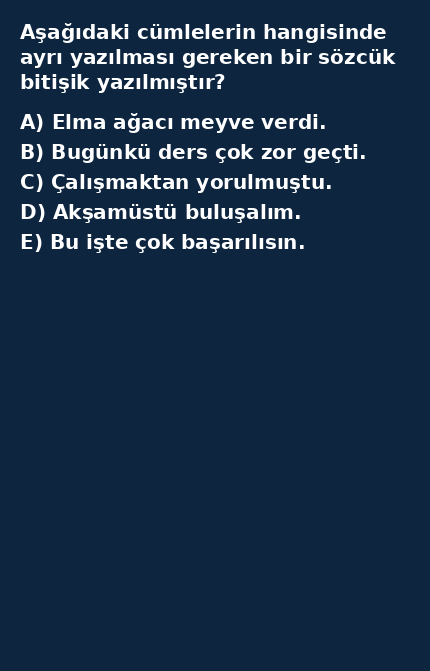 Aşağıdaki cümlelerin hangisinde
ayrı yazılması gereken bir sözcük
bitişik yazılmıştır?
A) Elma ağacı meyve verdi.
B) Bugünkü ders çok zor geçti.
C) Çalışmaktan yorulmuştu.
D) Akşamüstü buluşalım.
E) Bu işte çok başarılısın.